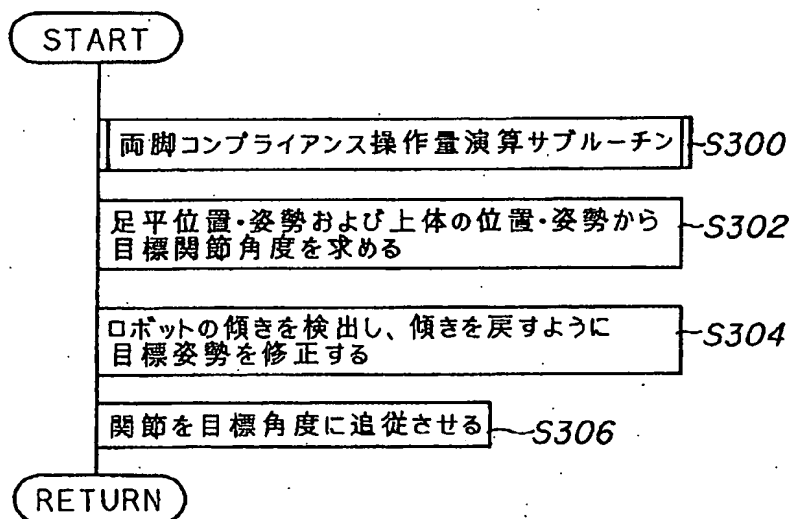 START
両脚コンプライアンス操作量演算サブルーチン
S300
足平位置・姿勢および上体の位置・姿勢から
目標関節角度を求める
S302
ロボットの傾きを検出し、傾きを戻すように
目標姿勢を修正する
S304
関節を目標角度に追従させる
S306
RETURN